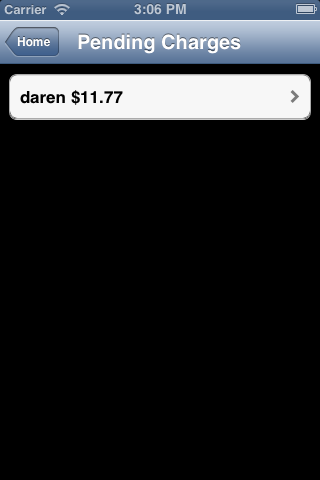 Carrier 3:06 PM
Home Pending Charges
daren $11.77